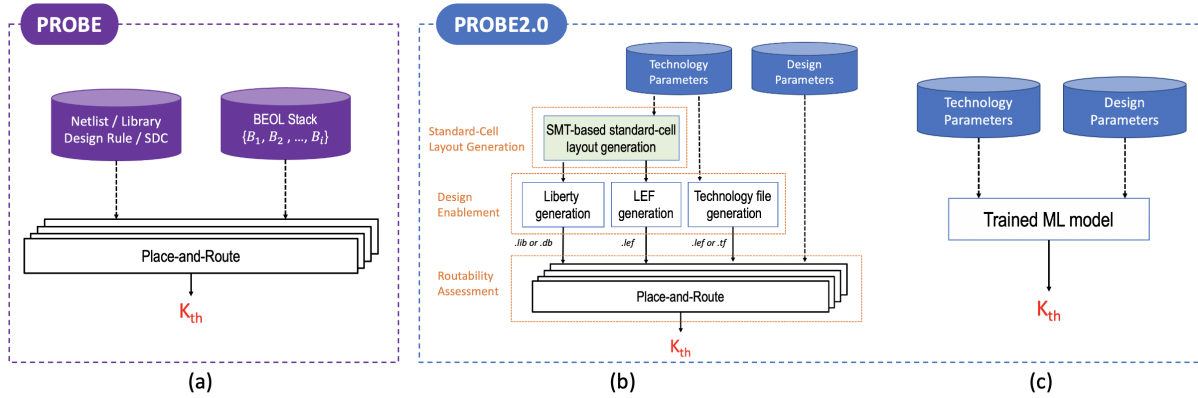 PROBE
Netlist / Library
Design Rule / SDC
BEOL Stack
{B1, B2 , …, Bi}
Place-and-Route
Kth
(a)
PROBE2.0
Technology
Parameters
Design
Parameters
Standard-Cell
Layout Generation
SMT-based standard-cell
layout generation
Design
Enablement
Liberty
generation
LEF
generation
Technology file
generation
.lib or .db
.lef
.lef or .tf
Routability
Assessment
Place-and-Route
Kth
(b)
Technology
Parameters
Design
Parameters
Trained ML model
Kth
(c)